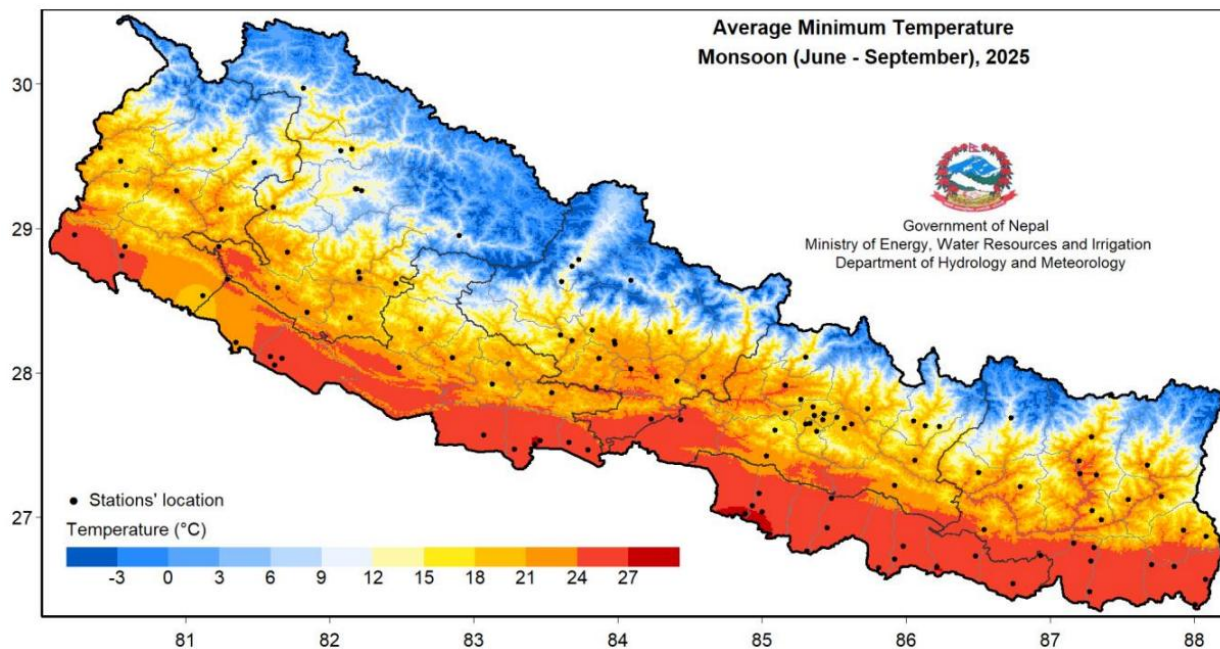 Average Minimum Temperature
Monsoon (June - September), 2025
Government of Nepal
Ministry of Energy, Water Resources and Irrigation
Department of Hydrology and Meteorology
30
29
28
27
Stations' location
Temperature (°C)
-3 0 3 6 9 12 15 18 21 24 27
81 82 83 84 85 86 87 88